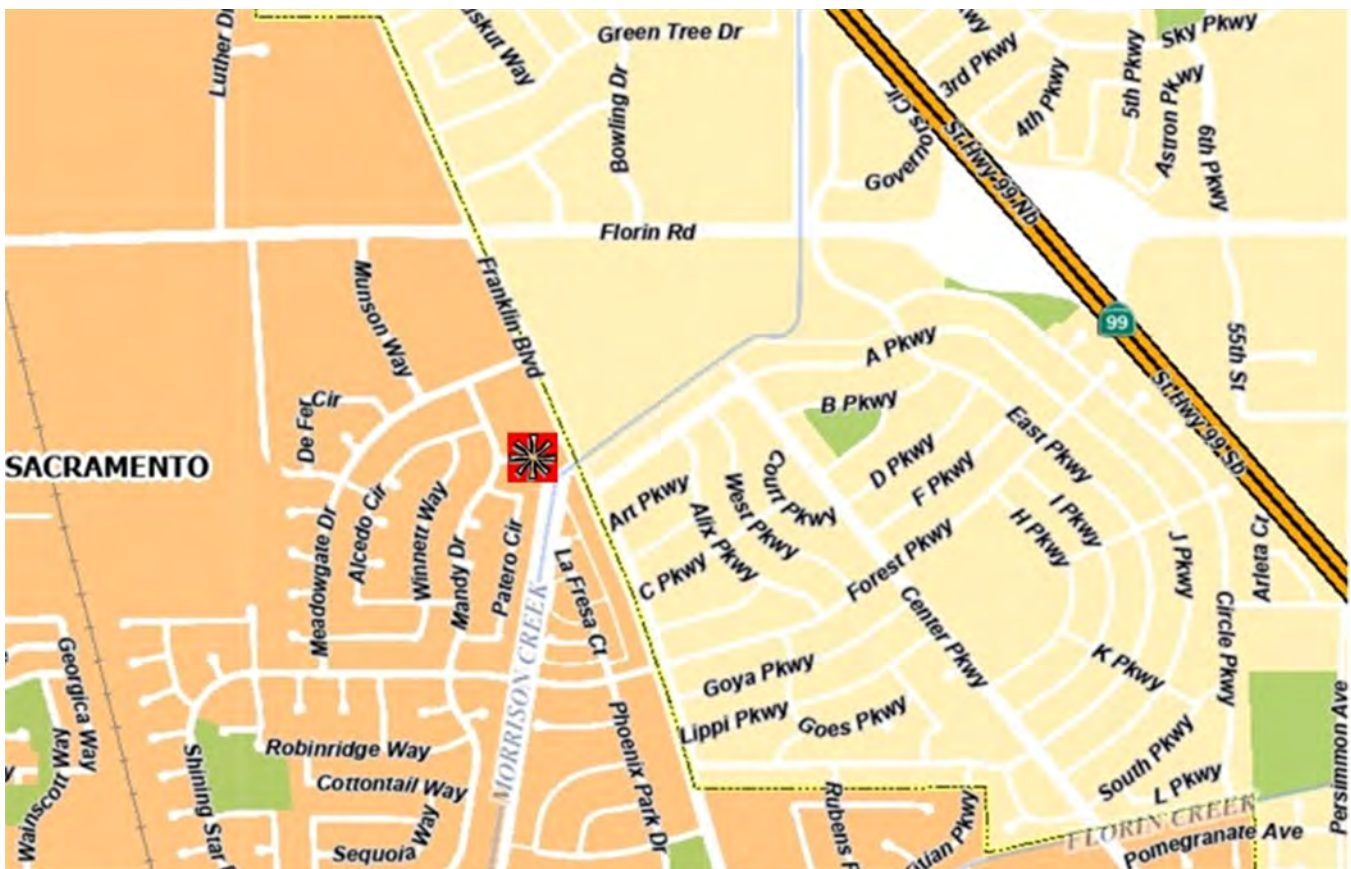 Luther Dr
Green Tree Dr
Bowling Dr
3rd Pkwy
4th Pkwy
5th Pkwy
Sky Pkwy
Astron Pkwy
6th Pkwy
Governors Cir
St Hwy 99 Nb
Florin Rd
Munson Way
Franklin Blvd
99
A Pkwy
55th St
St Hwy 99 Sb
De Fer Cir
B Pkwy
East Pkwy
SACRAMENTO
D Pkwy
F Pkwy
Court Pkwy
West Pkwy
Art Pkwy
Alix Pkwy
I Pkwy
H Pkwy
Meadowgate Dr
Alcedo Cir
Winnett Way
Mandy Dr
Patero Cir
La Fresa Ct
C Pkwy
Forest Pkwy
J Pkwy
Arleta Ct
MORRISON CREEK
Center Pkwy
Circle Pkwy
Georgica Way
Goya Pkwy
K Pkwy
Lippi Pkwy
Goes Pkwy
Phoenix Park Dr
Robinridge Way
Cottontail Way
Shining Star
Wainscott Way
Sequoia Way
South Pkwy
L Pkwy
Persimmon Ave
Rubens
FLORIN CREEK
Pomegranate Ave